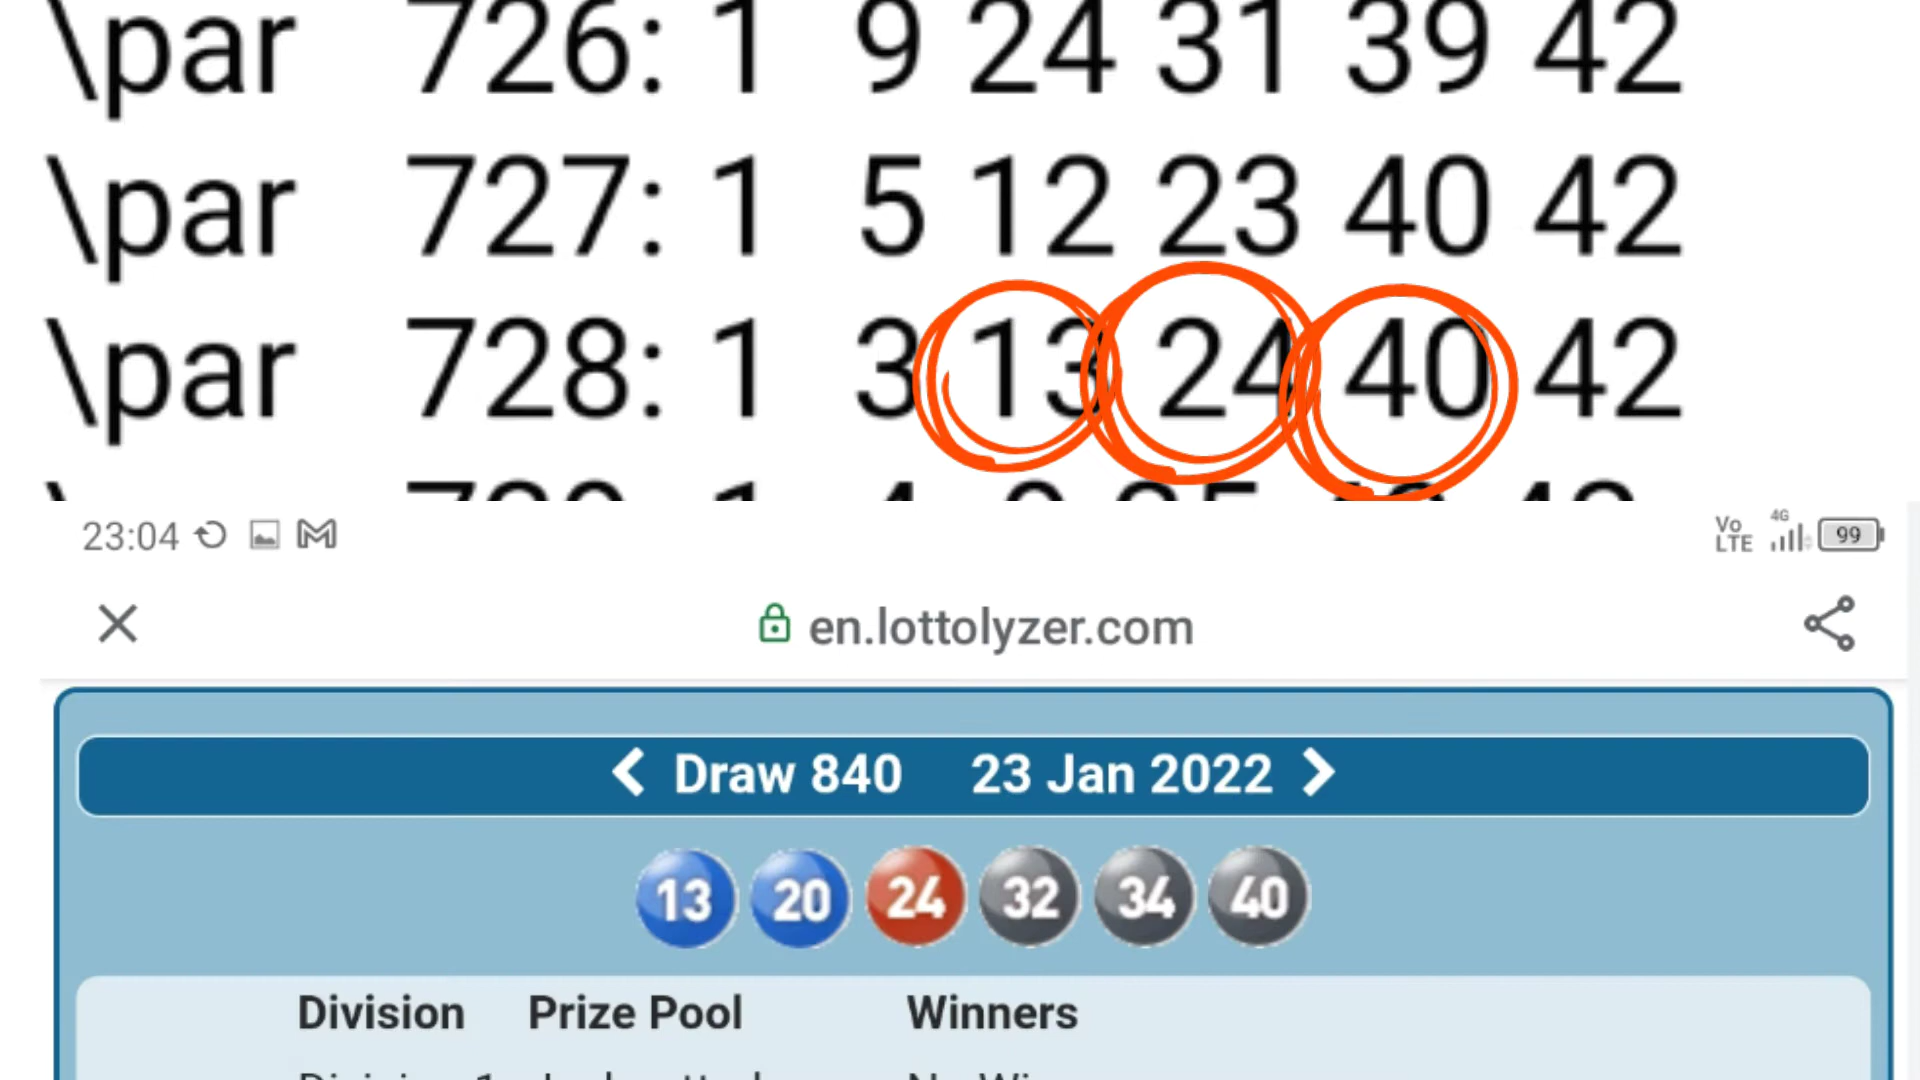 \par 726: 1 9 24 31 39 42
\par 727: 1 5 12 23 40 42
\par 728: 1 3 13 24 40 42
23:04 Vo LTE 4G 99
en.lottolyzer.com
Draw 840 23 Jan 2022
13 20 24 32 34 40
Division Prize Pool Winners